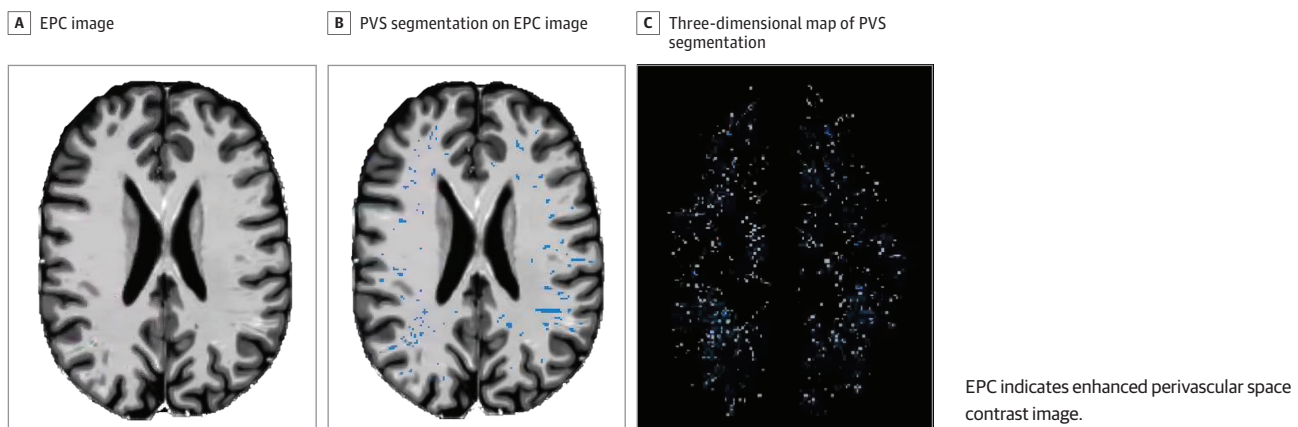 A EPC image
B PVS segmentation on EPC image
C Three-dimensional map of PVS
segmentation
EPC indicates enhanced perivascular space
contrast image.